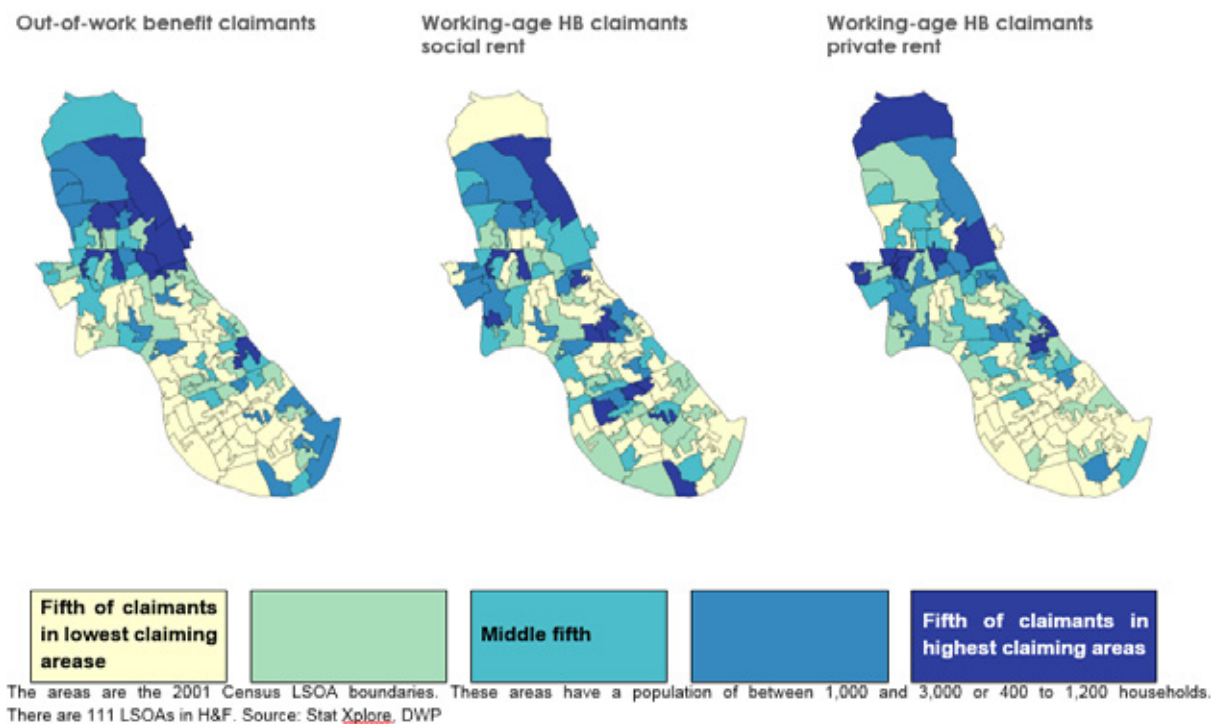 Out-of-work benefit claimants
Working-age HB claimants
social rent
Working-age HB claimants
private rent
Fifth of claimants
in lowest claiming
arease
Middle fifth
Fifth of claimants in
highest claiming areas
The areas are the 2001 Census LSOA boundaries. These areas have a population of between 1,000 and 3,000 or 400 to 1,200 households.
There are 111 LSOAs in H&F. Source: Stat Xplore, DWP